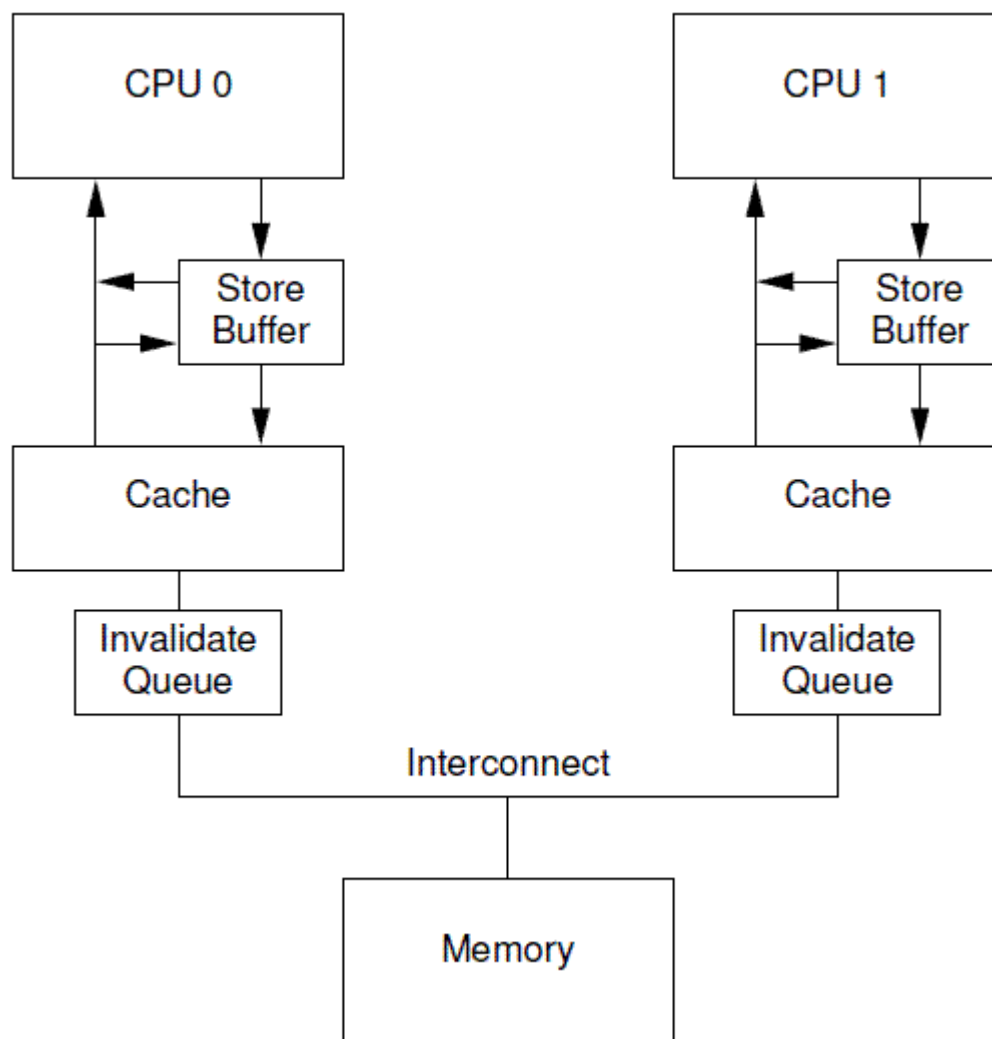 CPU 0
CPU 1
Store
Buffer
Store
Buffer
Cache
Cache
Invalidate
Queue
Invalidate
Queue
Interconnect
Memory